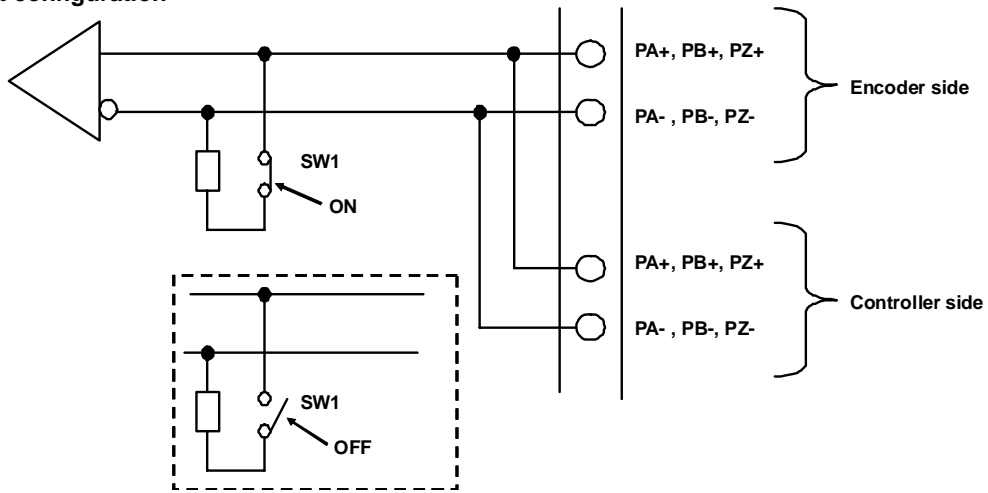 configuration
PA+, PB+, PZ+
Encoder side
PA- , PB-, PZ-
SW1
ON
PA+, PB+, PZ+
Controller side
PA- , PB-, PZ-
SW1
OFF